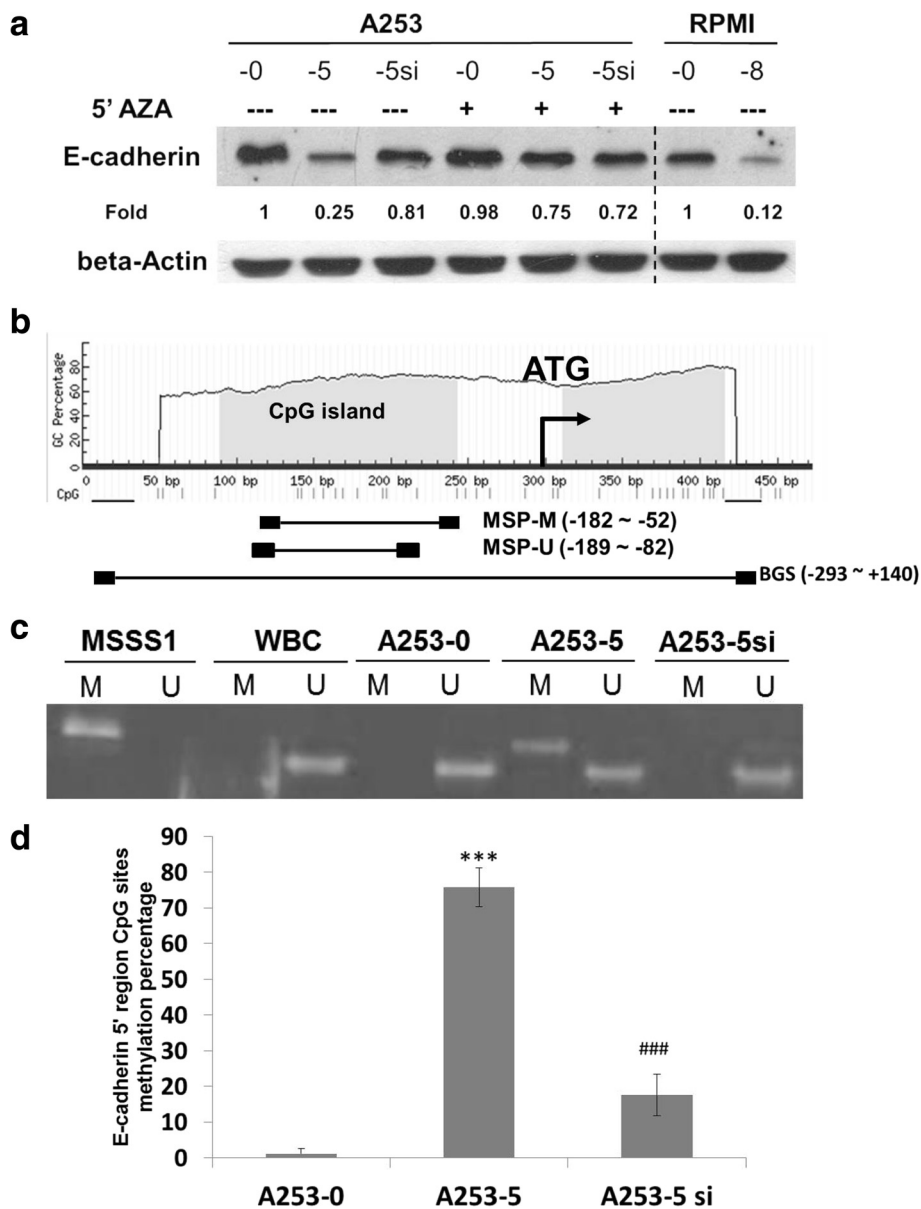 a
A253 RPMI
-0 -5 -5si -0 -5 -5si -0 -8
5' AZA --- --- --- + + + --- ---
E-cadherin
Fold 1 0.25 0.81 0.98 0.75 0.72 1 0.12
beta-Actin
b
GC Percentage
80
60
40
20
0
ATG
CpG island
50 bp 100 bp 150 bp 200 bp 250 bp 300 bp 350 bp 400 bp 450 bp
CpG
MSP-M (-182 ~ -52)
MSP-U (-189 ~ -82)
BGS (-293 ~ +140)
c
MSSS1 WBC A253-0 A253-5 A253-5si
M U M U M U M U M U
d
E-cadherin 5' region CpG sites
methylation percentage
90
80
70
60
50
40
30
20
10
0
***
###
A253-0 A253-5 A253-5 si